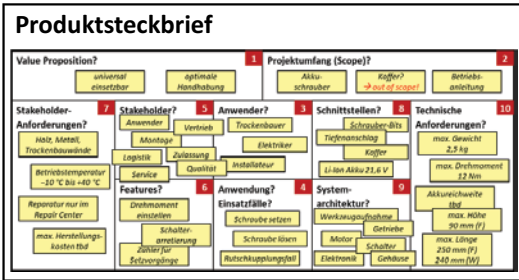 Produktsteckbrief
Value Proposition?
1
universal
einsetzbar
optimale
Handhabung
Projektumfang (Scope)?
2
Akku-
schrauber
Koffer?
→ out of scope!
Betriebs-
anleitung
Stakeholder-
Anforderungen?
7
Holz, Metall,
Trockenbauwände
Betriebstemperatur
–10 °C bis +40 °C
Reparatur nur im
Repair Center
max. Herstellungs-
kosten tbd
Stakeholder?
5
Anwender
Vertrieb
Montage
Logistik
Zulassung
Qualität
Service
Anwender?
3
Trockenbauer
Elektriker
Installateur
Schnittstellen?
8
Schrauber-Bits
Tiefenanschlag
Koffer
Li-Ion Akku 21,6 V
Technische
Anforderungen?
10
max. Gewicht
2,5 kg
max. Drehmoment
12 Nm
Akkureichweite
tbd
max. Höhe
90 mm (F)
max. Länge
250 mm (F)
240 mm (W)
Features?
6
Drehmoment
einstellen
Schalter-
arretierung
Zähler für
Setzvorgänge
Anwendung?
Einsatzfälle?
4
Schraube setzen
Schraube lösen
Rutschkupplungsfall
System-
architektur?
9
Werkzeugaufnahme
Getriebe
Motor
Schalter
Elektronik
Gehäuse